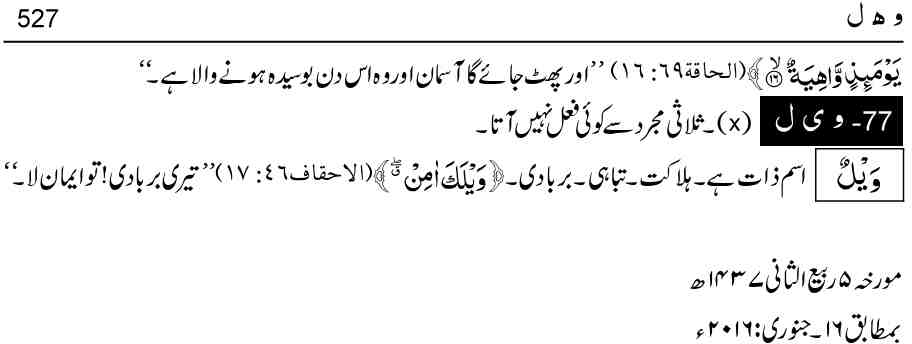 و ھ ل 527
يَوْمَىِٕذٍ وَّاهِيَةٌ ۙ‏﴿۱۶﴾ (الحاقة ٦٩ : ١٦) ’’اور پھٹ جائے گا آسمان اور وہ اس دن بوسیدہ ہونے والا ہے۔‘‘
77- و ی ل (x)۔ ثلاثی مجرد سے کوئی فعل نہیں آتا۔
وَيْلٌ اسم ذات ہے۔ ہلاکت۔ تباہی۔ بربادی۔ ﴿وَيْلَكَ اٰمِنْ ۖق﴾ (الاحقاف ٤٦ : ١٧) ’’تیری بربادی! تو ایمان لا۔‘‘
مورخہ ۵ ربیع الثانی ۱۴۳۷ھ
بمطابق ۱۶۔ جنوری: ۲۰۱۶ء